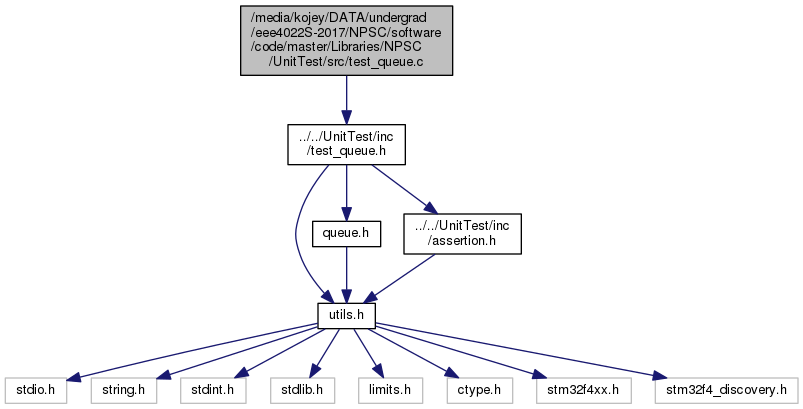 /media/kojey/DATA/undergrad
/eee4022S-2017/NPSC/software
/code/master/Libraries/NPSC
/UnitTest/src/test_queue.c
../../UnitTest/inc
/test_queue.h
queue.h
../../UnitTest/inc
/assertion.h
utils.h
stdio.h
string.h
stdint.h
stdlib.h
limits.h
ctype.h
stm32f4xx.h
stm32f4_discovery.h